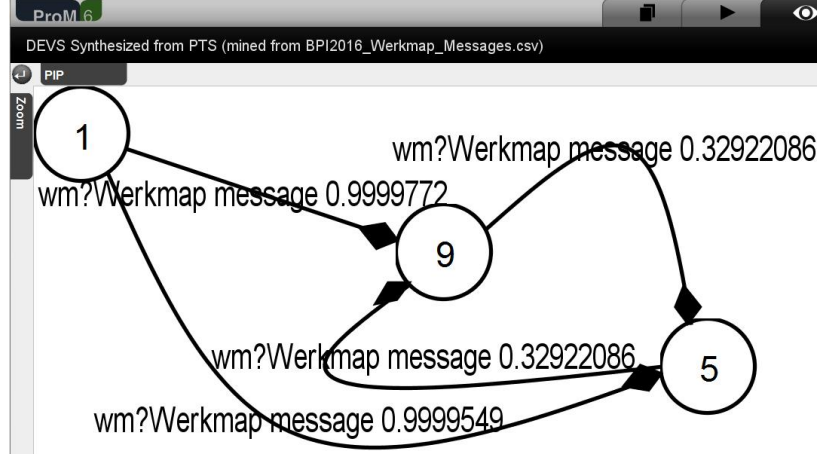 ProM 6
DEVS Synthesized from PTS (mined from BPI2016_Werkmap_Messages.csv)
PIP
Zoom
1
wm?Werkmap message 0.32922086
wm?Werkmap message 0.9999772
9
wm?Werkmap message 0.32922086
5
wm?Werkmap message 0.9999549